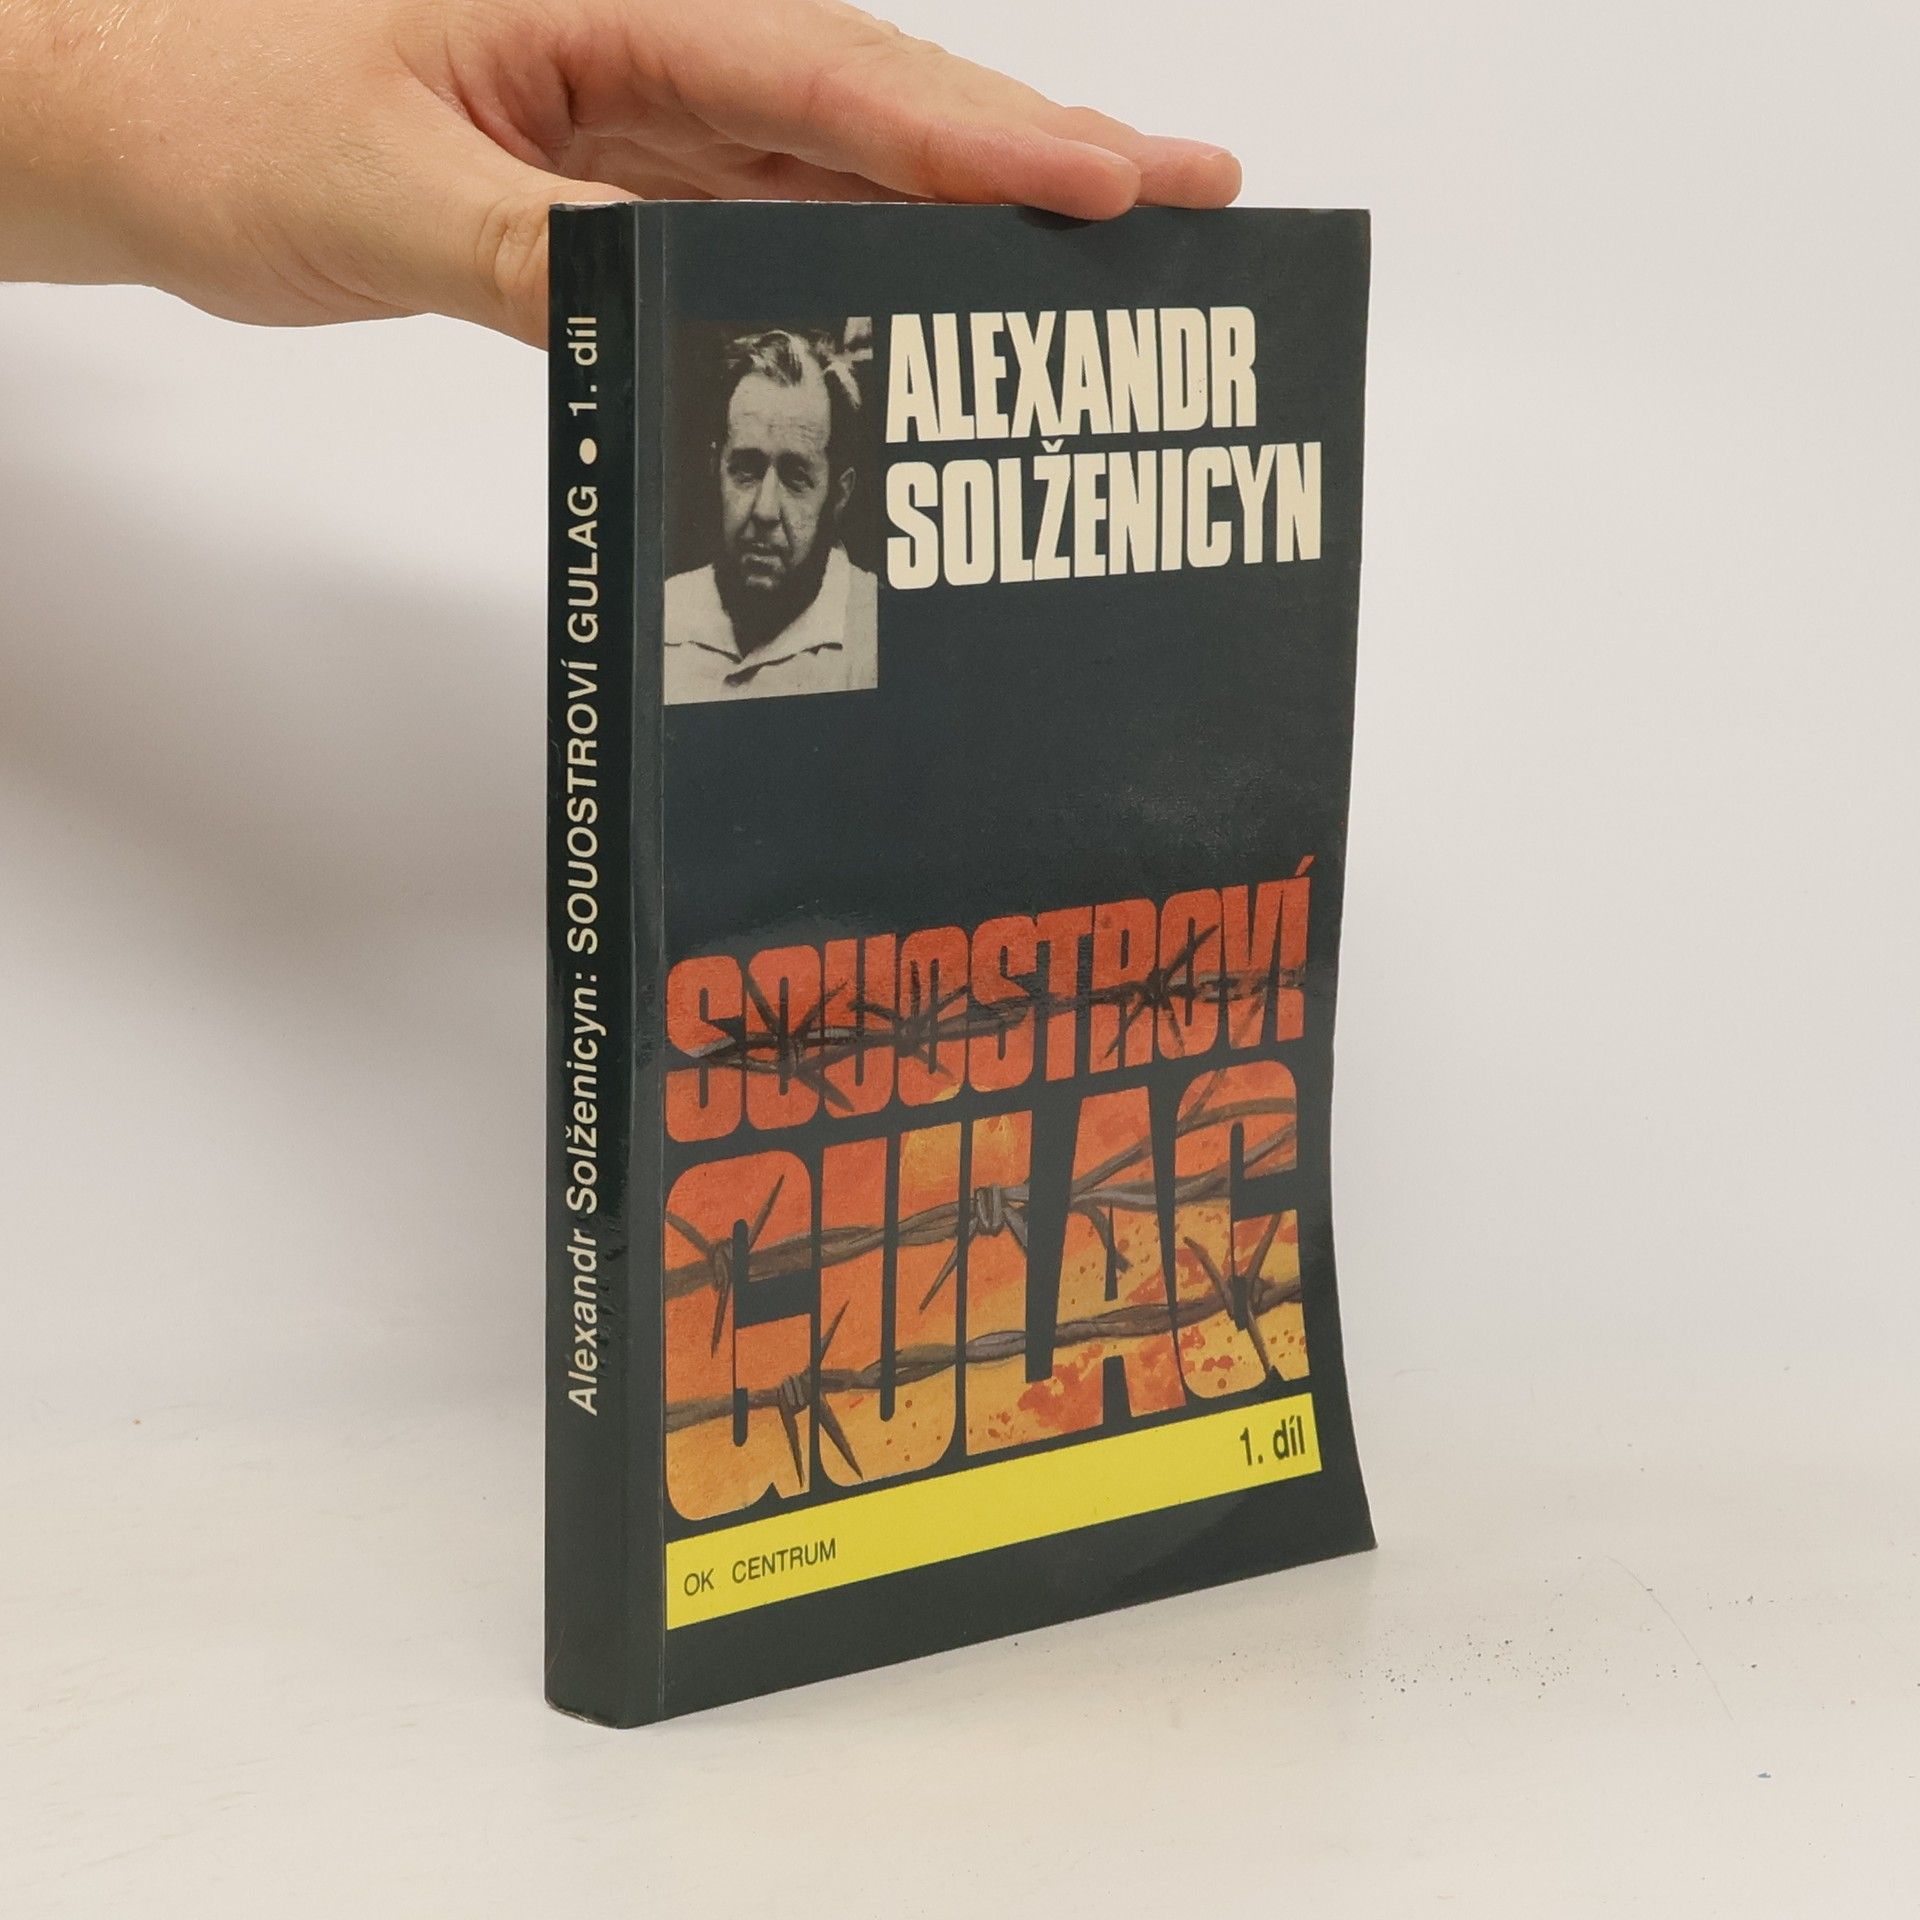 Alexandr Solženicyn: SOUOSTROVÍ GULAG ● 1. díl
ALEXANDR
SOLŽENICYN
SOUOSTROVÍ
GULAG
1. díl
OK CENTRUM